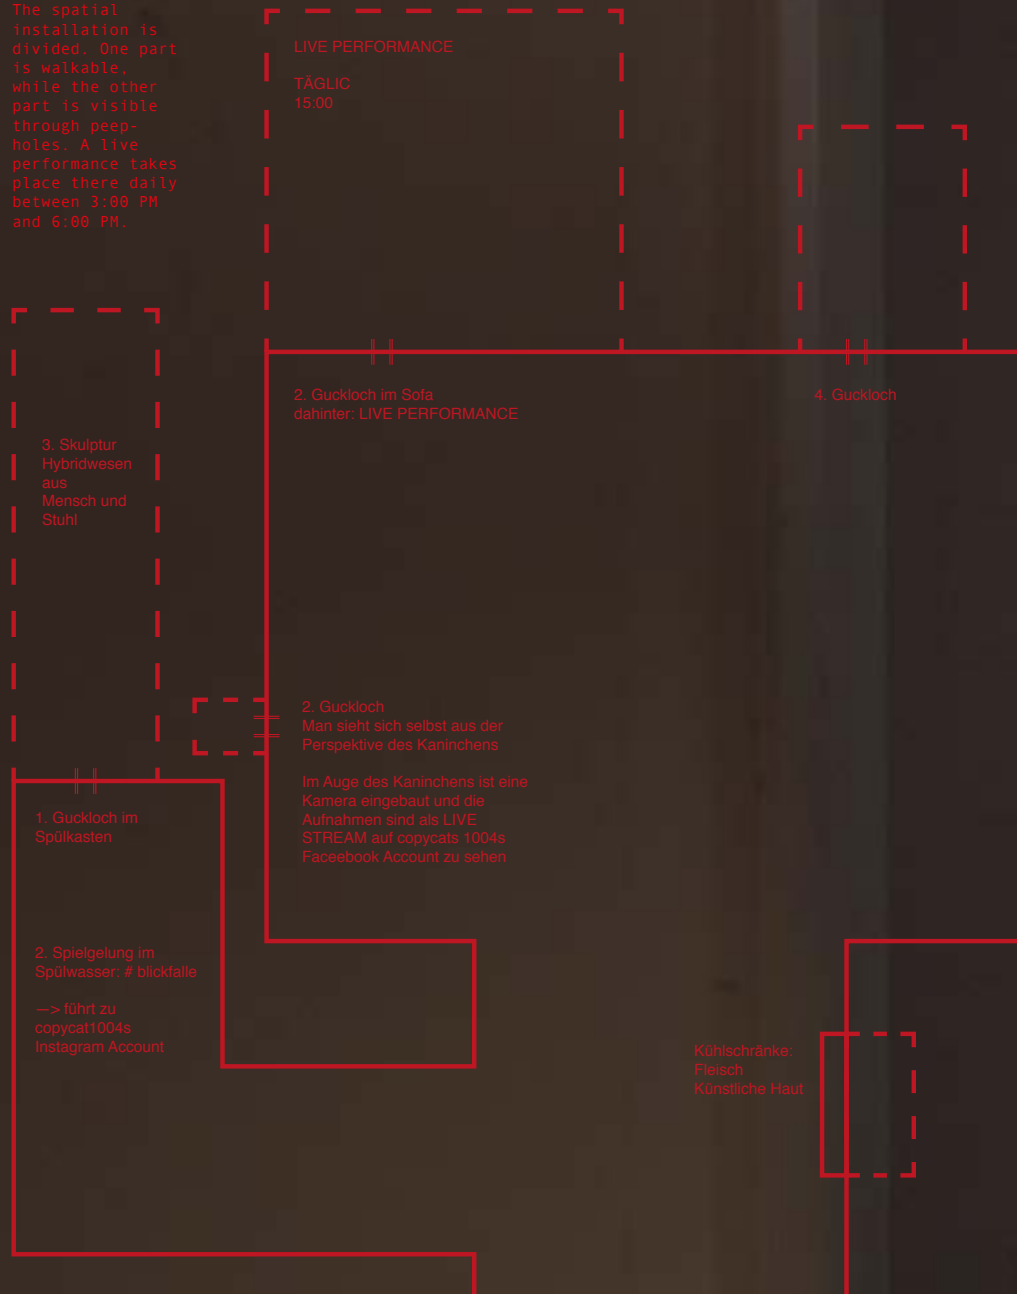 The spatial
installation is
divided. One part
is walkable,
while the other
part is visible
through peep-
holes. A live
performance takes
place there daily
between 3:00 PM
and 6:00 PM.
LIVE PERFORMANCE
TÄGLIC
15:00
2. Guckloch im Sofa
dahinter: LIVE PERFORMANCE
4. Guckloch
3. Skulptur
Hybridwesen
aus
Mensch und
Stuhl
2. Guckloch
Man sieht sich selbst aus der
Perspektive des Kaninchens
Im Auge des Kaninchens ist eine
Kamera eingebaut und die
Aufnahmen sind als LIVE
STREAM auf copycats 1004s
Faceebook Account zu sehen
1. Guckloch im
Spülkasten
2. Spielgelung im
Spülwasser: # blickfalle
—> führt zu
copycat1004s
Instagram Account
Kühlschränke:
Fleisch
Künstliche Haut